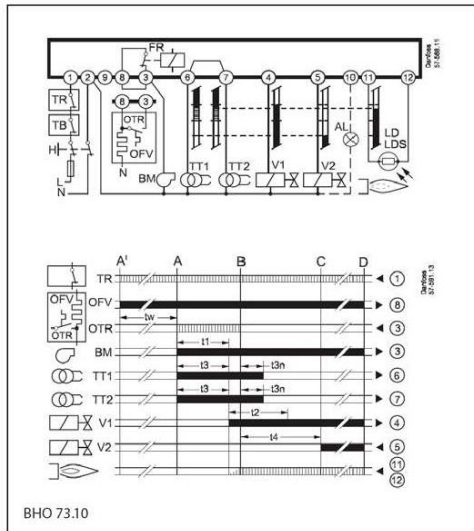 FR
1 2 9 8 3 6 7 4 5 10 11 12
Danfoss
57-568.11
TR
TB
H
L
N
8 3
OTR
OFV
N
BM
TT1
TT2
V1
V2
AL
LD
LDS
A' A B C D
TR 1
OFV 8
tw
OTR 3
t1
BM 3
t3 t3n
TT1 6
t3 t3n
TT2 7
t2
V1 4
t4
V2 5
11
12
OFV
OTR
Danfoss
57-591.13
BHO 73.10